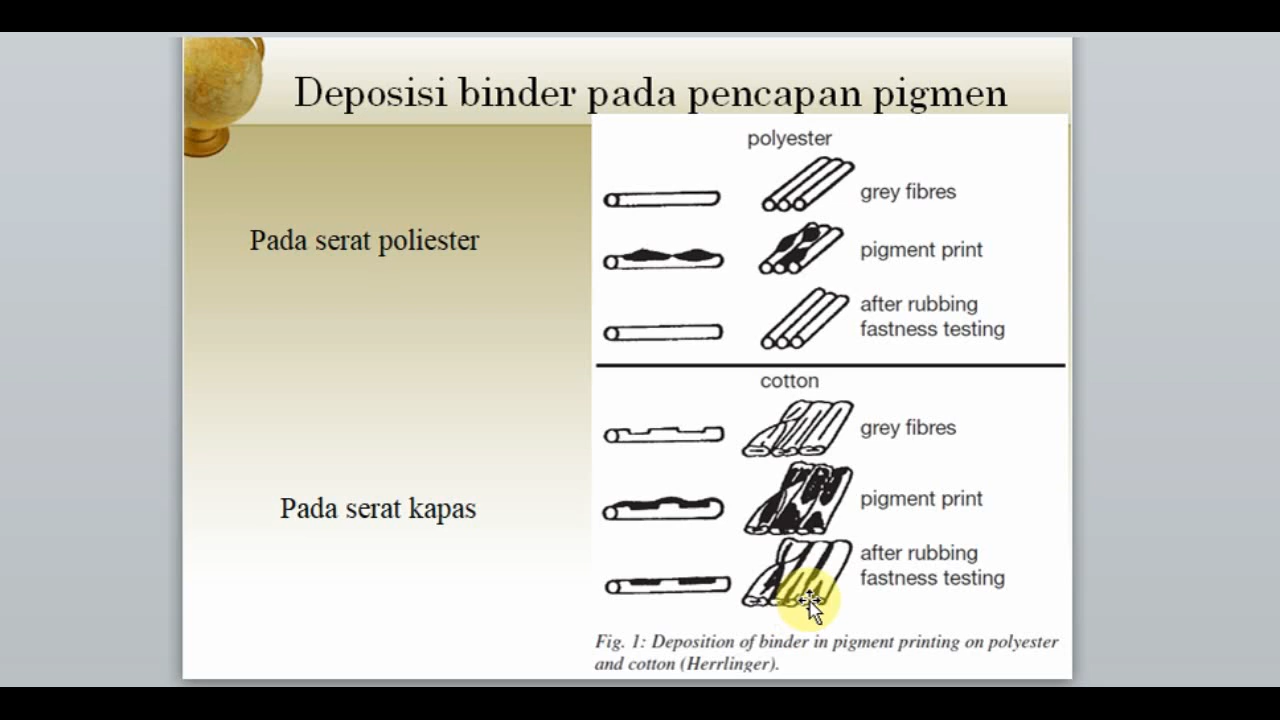 Deposisi binder pada pencapan pigmen
Pada serat poliester
polyester
grey fibres
pigment print
after rubbing
fastness testing
Pada serat kapas
cotton
grey fibres
pigment print
after rubbing
fastness testing
Fig. 1: Deposition of binder in pigment printing on polyester
and cotton (Herrlinger).